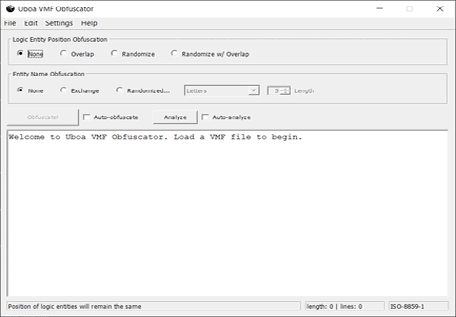 Uboa VMF Obfuscator
File Edit Settings Help
Logic Entity Position Obfuscation
None Overlap Randomize Randomize w/ Overlap
Entity Name Obfuscation
None Exchange Randomized... Letters Length
Obfuscate! Auto-obfuscate Analyze Auto-analyze
Welcome to Uboa VMF Obfuscator. Load a VMF file to begin.
Position of logic entities will remain the same length: 0 | lines: 0 ISO-8859-1